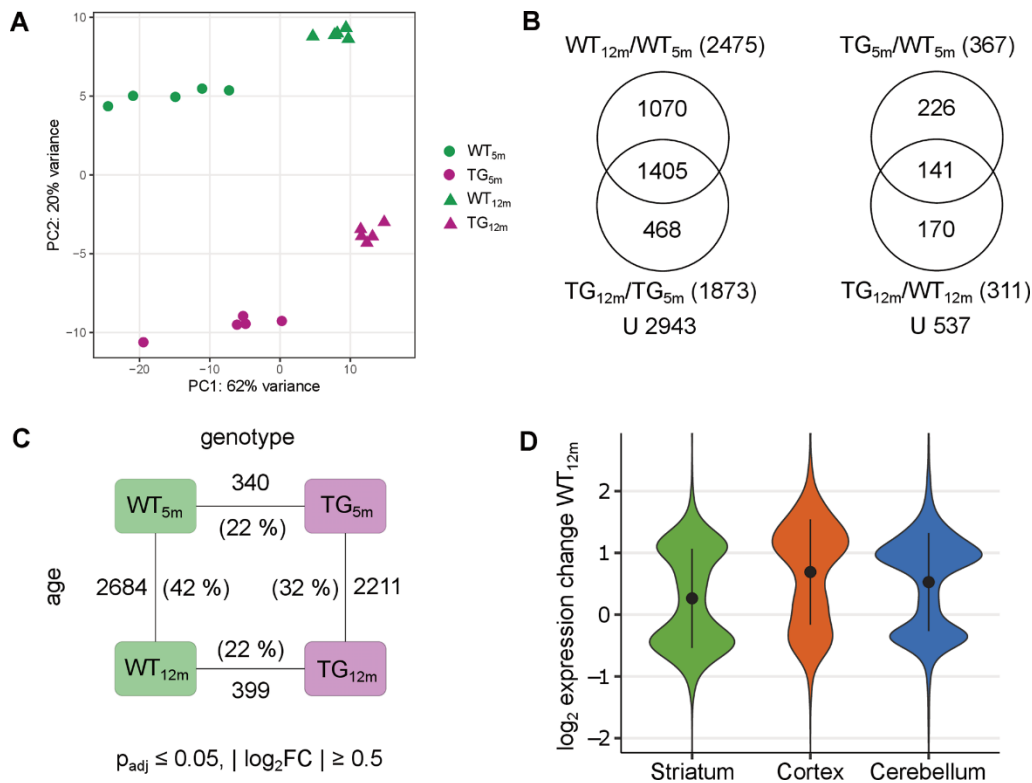 A
10
5
0
−5
−10
PC2: 20% variance
−20
−10
0
10
PC1: 62% variance
WT5m
TG5m
WT12m
TG12m
B
WT12m/WT5m (2475)
1070
1405
468
TG12m/TG5m (1873)
U 2943
TG5m/WT5m (367)
226
141
170
TG12m/WT12m (311)
U 537
C
genotype
age
WT5m
340
(22 %)
TG5m
2684
(42 %)
(32 %)
2211
WT12m
(22 %)
399
TG12m
padj ≤ 0.05, | log2FC | ≥ 0.5
D
log2 expression change WT12m
2
1
0
−1
−2
Striatum
Cortex
Cerebellum